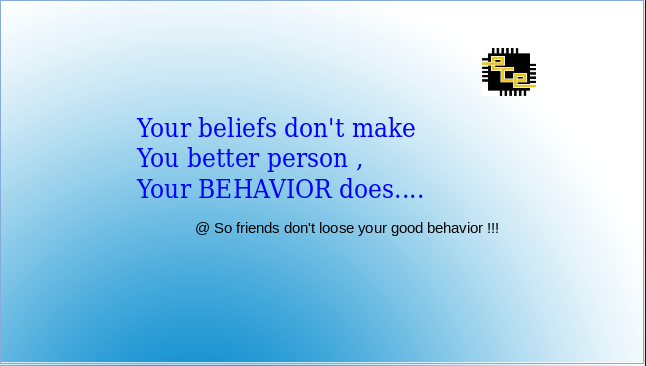 ece
Your beliefs don't make
You better person ,
Your BEHAVIOR does....
@ So friends don't loose your good behavior !!!